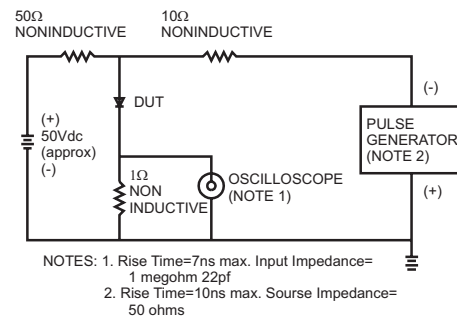 50Ω
NONINDUCTIVE
10Ω
NONINDUCTIVE
(+)
50Vdc
(approx)
(-)
DUT
1Ω
NON
INDUCTIVE
OSCILLOSCOPE
(NOTE 1)
(-)
PULSE
GENERATOR
(NOTE 2)
(+)
NOTES: 1. Rise Time=7ns max. Input Impedance=
1 megohm 22pf
2. Rise Time=10ns max. Sourse Impedance=
50 ohms